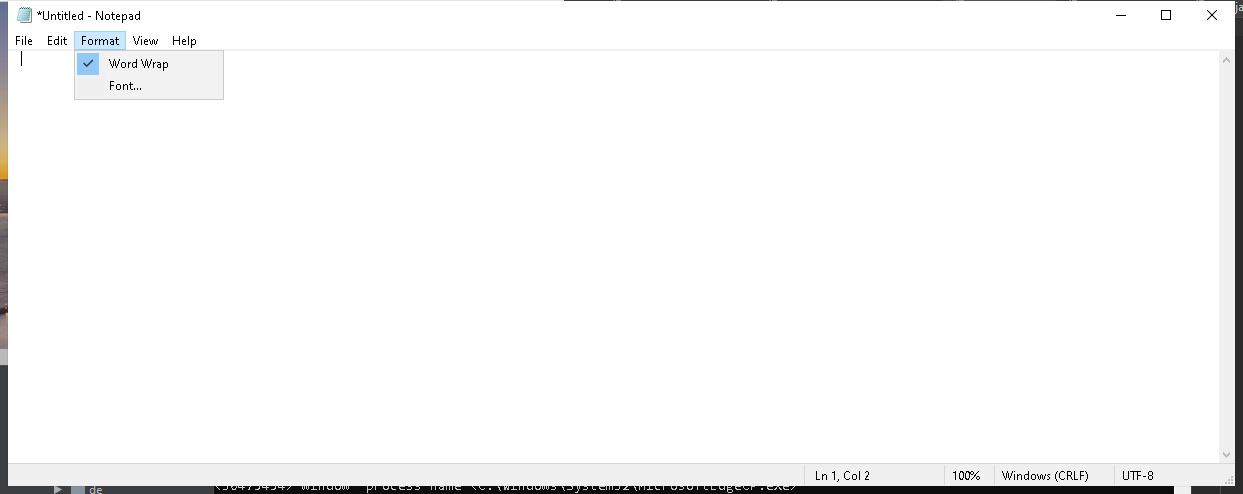 *Untitled - Notepad
File Edit Format View Help
Word Wrap
Font...
Ln 1, Col 2 100% Windows (CRLF) UTF-8
de